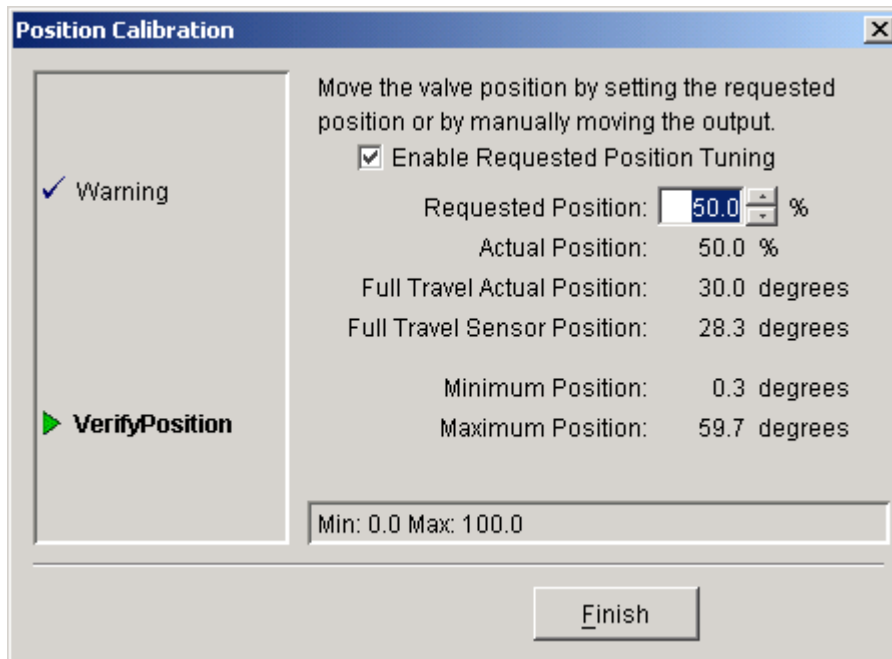 Position Calibration
Warning
VerifyPosition
Move the valve position by setting the requested
position or by manually moving the output.
Enable Requested Position Tuning
Requested Position: 50.0 %
Actual Position: 50.0 %
Full Travel Actual Position: 30.0 degrees
Full Travel Sensor Position: 28.3 degrees
Minimum Position: 0.3 degrees
Maximum Position: 59.7 degrees
Min: 0.0 Max: 100.0
Finish